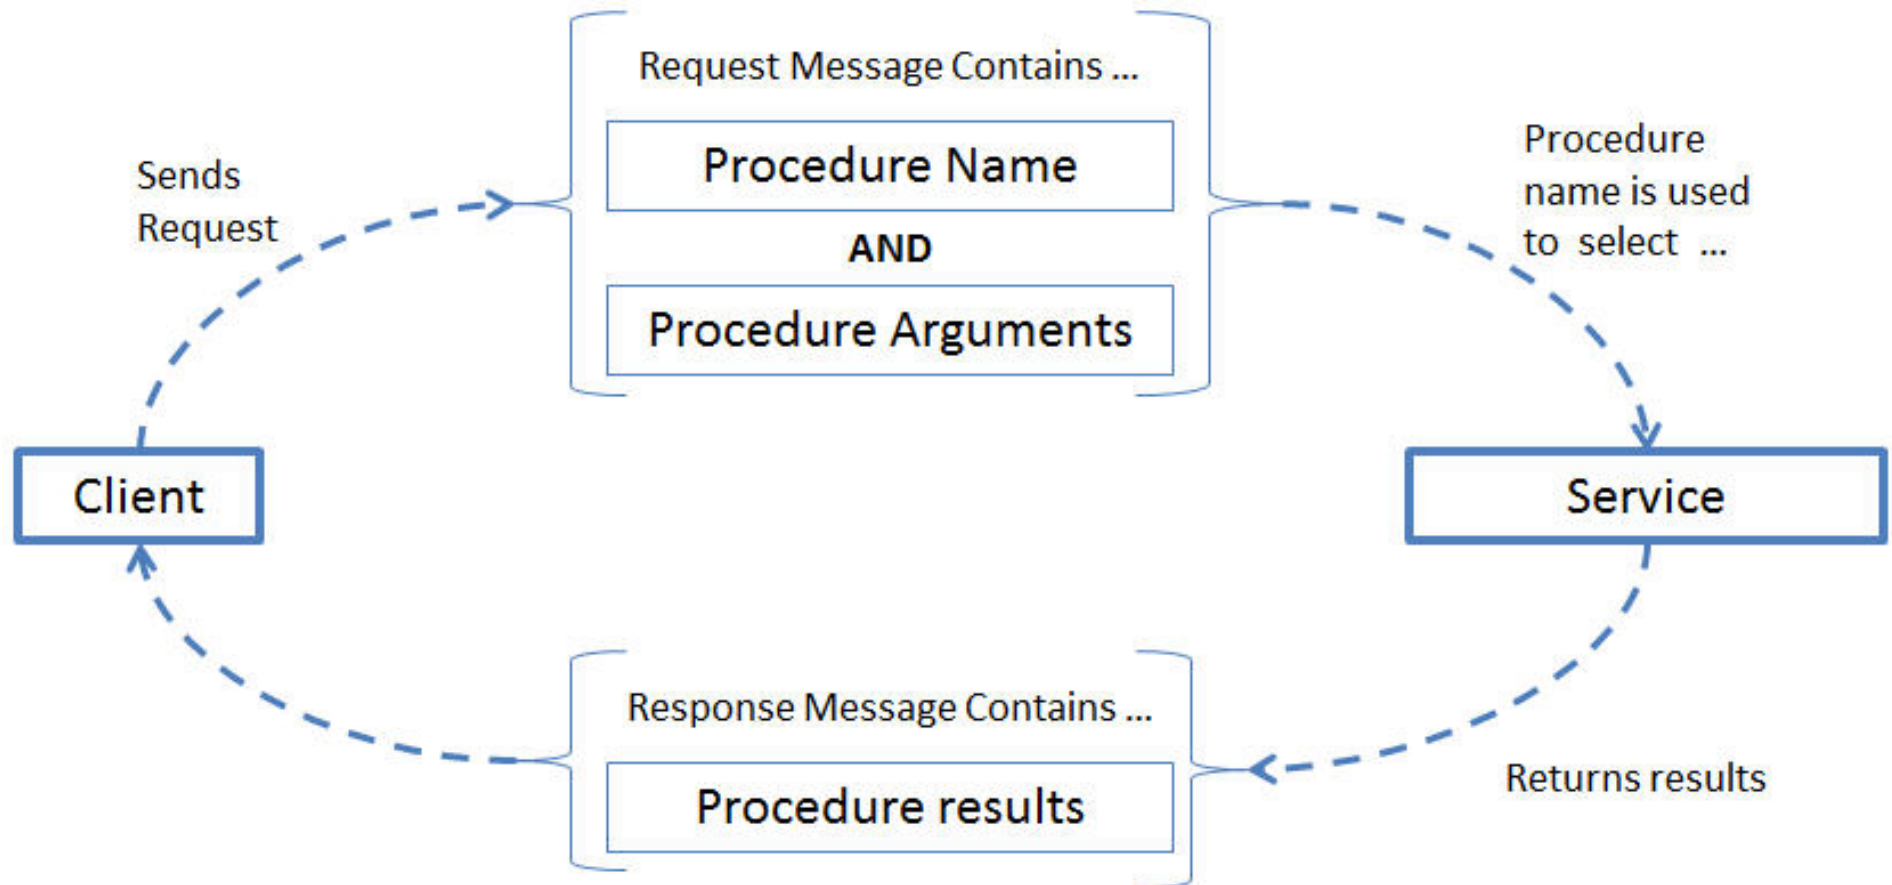 Request Message Contains ...
Procedure Name
AND
Procedure Arguments
Sends
Request
Procedure
name is used
to select ...
Client
Service
Response Message Contains ...
Procedure results
Returns results